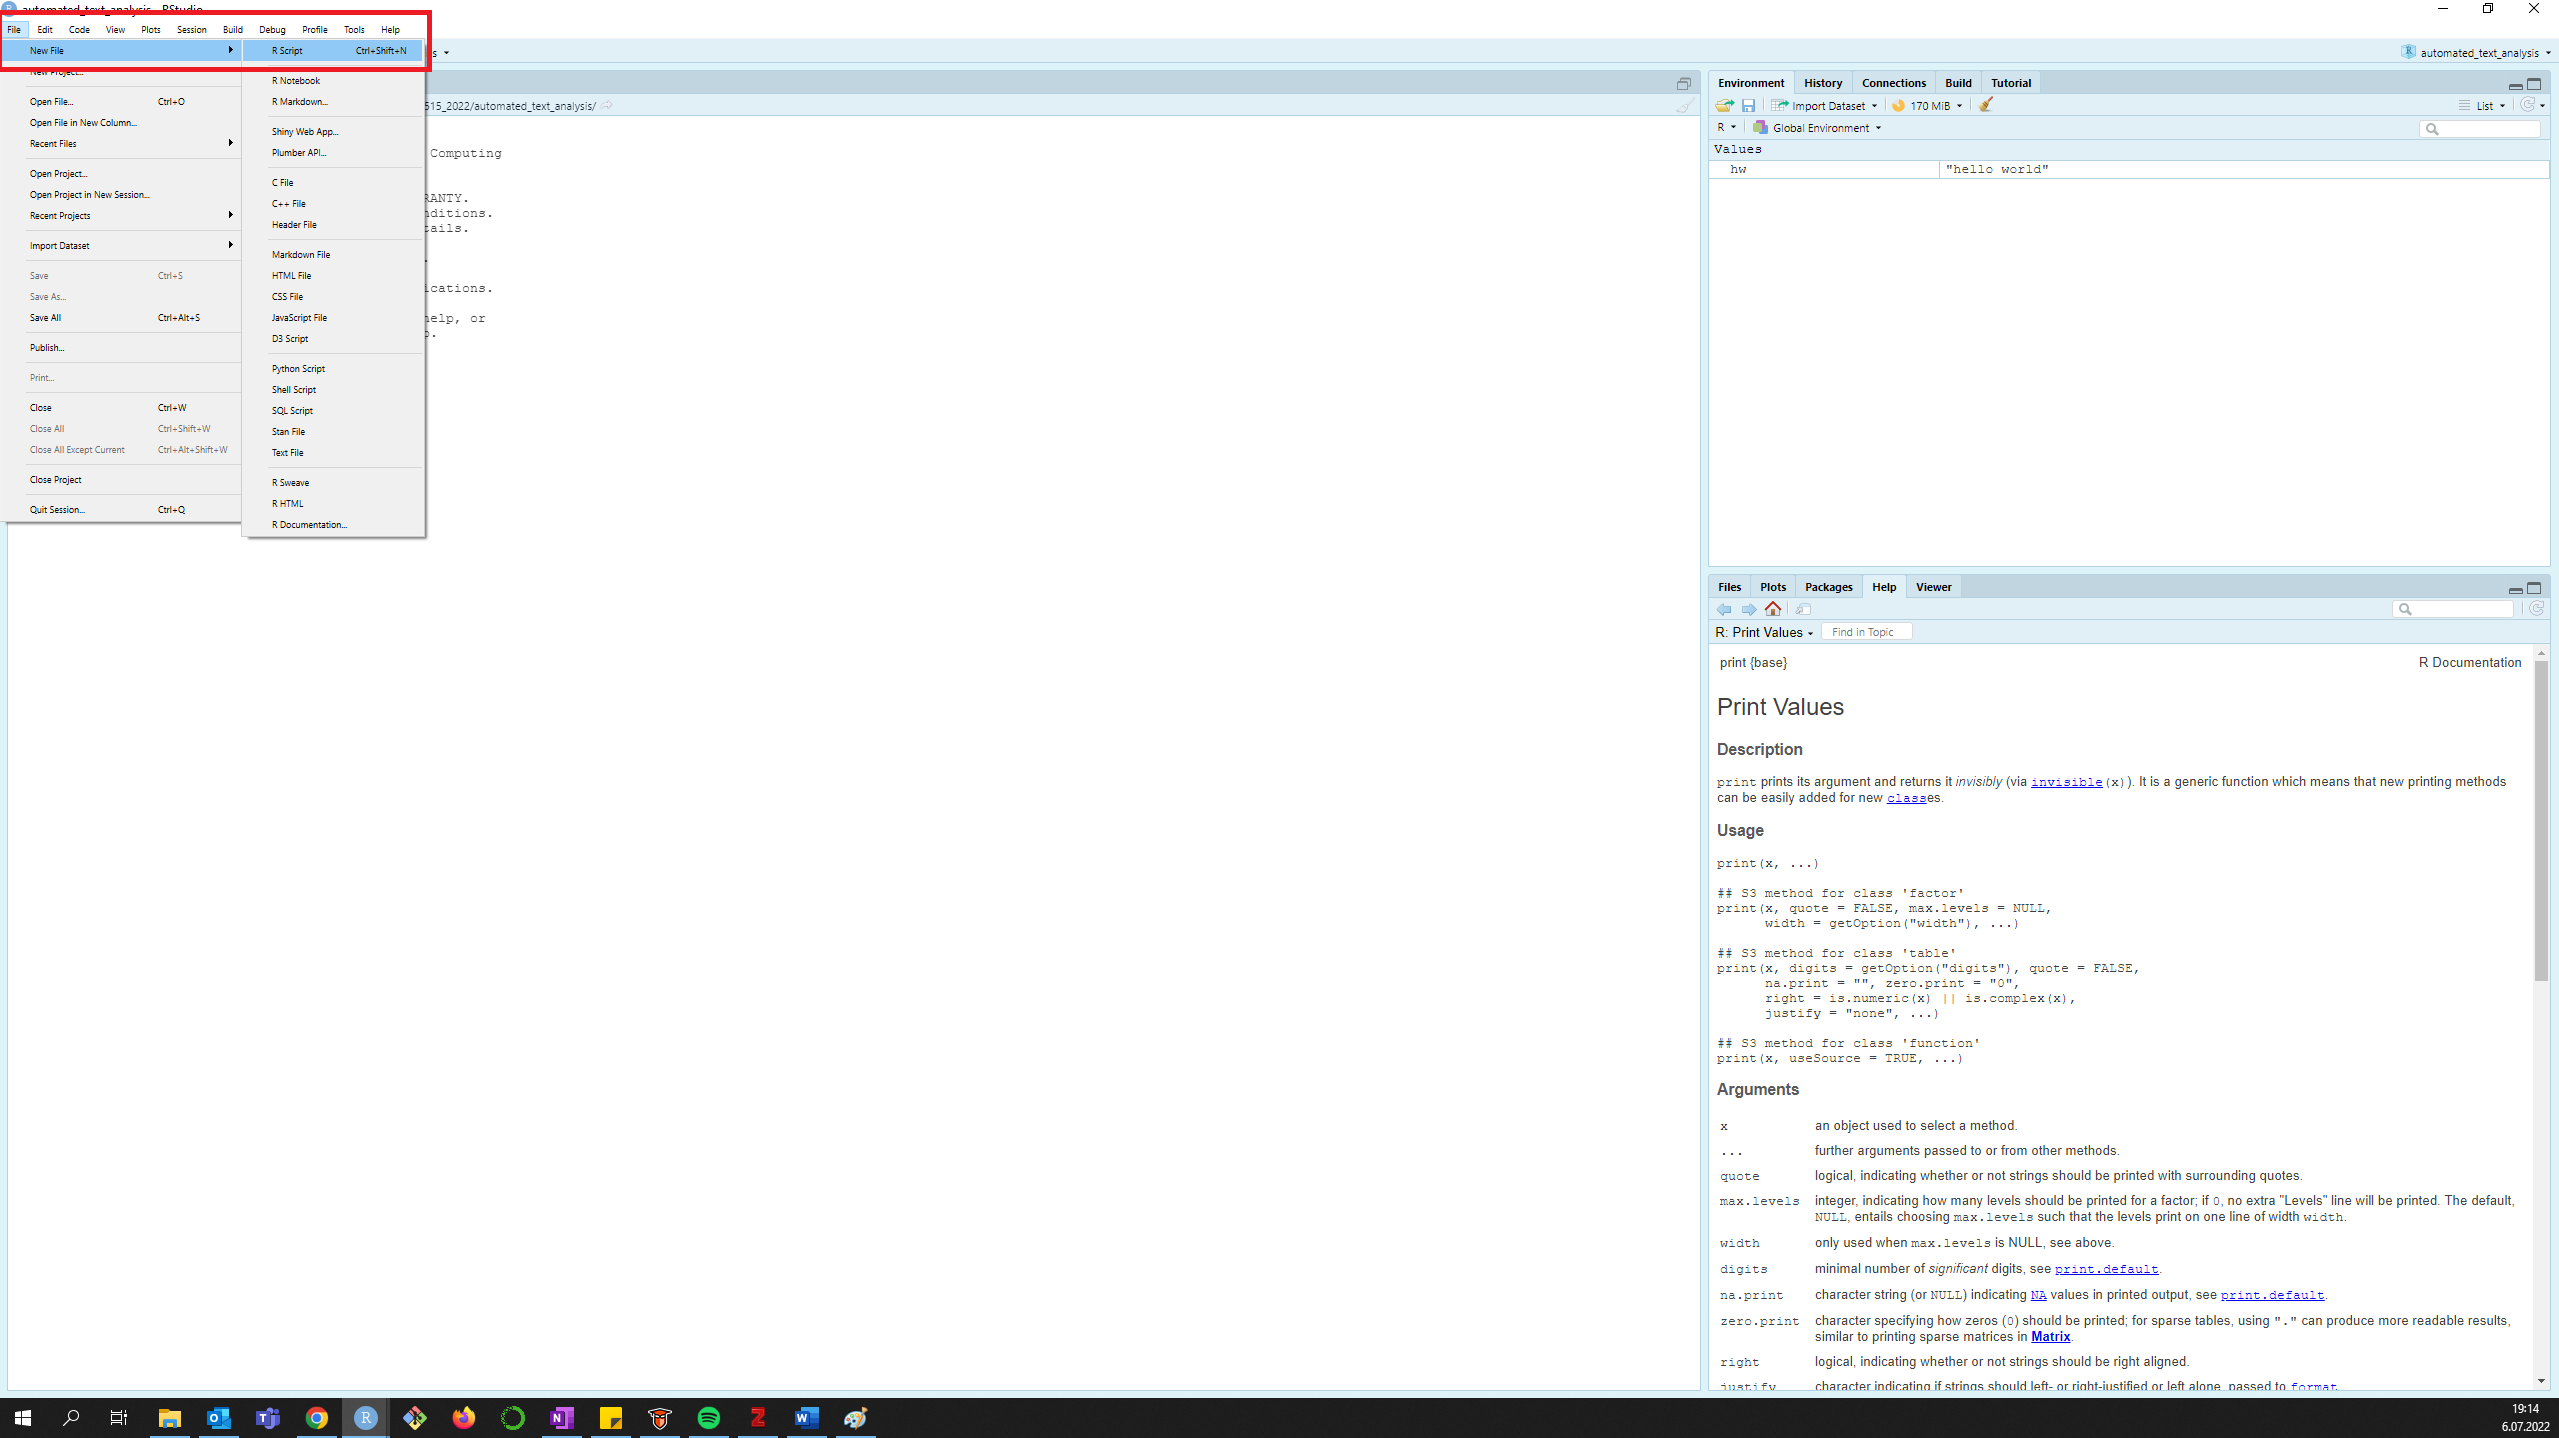 automated_text_analysis - RStudio
File Edit Code View Plots Session Build Debug Profile Tools Help
New File
New Project...
Open File... Ctrl+O
Open File in New Column...
Recent Files
Open Project...
Open Project in New Session...
Recent Projects
Import Dataset
Save Ctrl+S
Save As...
Save All Ctrl+Alt+S
Publish...
Print...
Close Ctrl+W
Close All Ctrl+Shift+W
Close All Except Current Ctrl+Alt+Shift+W
Close Project
Quit Session... Ctrl+Q
R Script Ctrl+Shift+N
R Notebook
R Markdown...
Shiny Web App...
Plumber API...
C File
C++ File
Header File
Markdown File
HTML File
CSS File
JavaScript File
D3 Script
Python Script
Shell Script
SQL Script
Stan File
Text File
R Sweave
R HTML
R Documentation...
s
515_2022/automated_text_analysis/
Computing
RANTY.
nditions.
tails.
.
ications.
help, or
automated_text_analysis
Environment History Connections Build Tutorial
Import Dataset 170 MiB List
R Global Environment
Values
hw "hello world"
Files Plots Packages Help Viewer
R: Print Values Find in Topic
print {base} R Documentation
Print Values
Description
print prints its argument and returns it invisibly (via invisible(x)). It is a generic function which means that new printing methods
can be easily added for new classes.
Usage
print(x, ...)
## S3 method for class 'factor'
print(x, quote = FALSE, max.levels = NULL,
width = getOption("width"), ...)
## S3 method for class 'table'
print(x, digits = getOption("digits"), quote = FALSE,
na.print = "", zero.print = "0",
right = is.numeric(x) || is.complex(x),
justify = "none", ...)
## S3 method for class 'function'
print(x, useSource = TRUE, ...)
Arguments
x an object used to select a method.
... further arguments passed to or from other methods.
quote logical, indicating whether or not strings should be printed with surrounding quotes.
max.levels integer, indicating how many levels should be printed for a factor; if 0, no extra "Levels" line will be printed. The default,
NULL, entails choosing max.levels such that the levels print on one line of width width.
width only used when max.levels is NULL, see above.
digits minimal number of significant digits, see print.default.
na.print character string (or NULL) indicating NA values in printed output, see print.default.
zero.print character specifying how zeros (0) should be printed; for sparse tables, using "." can produce more readable results,
similar to printing sparse matrices in Matrix.
right logical, indicating whether or not strings should be right aligned.
justify character indicating if strings should left- or right-justified or left alone, passed to format.
19:14
6.07.2022